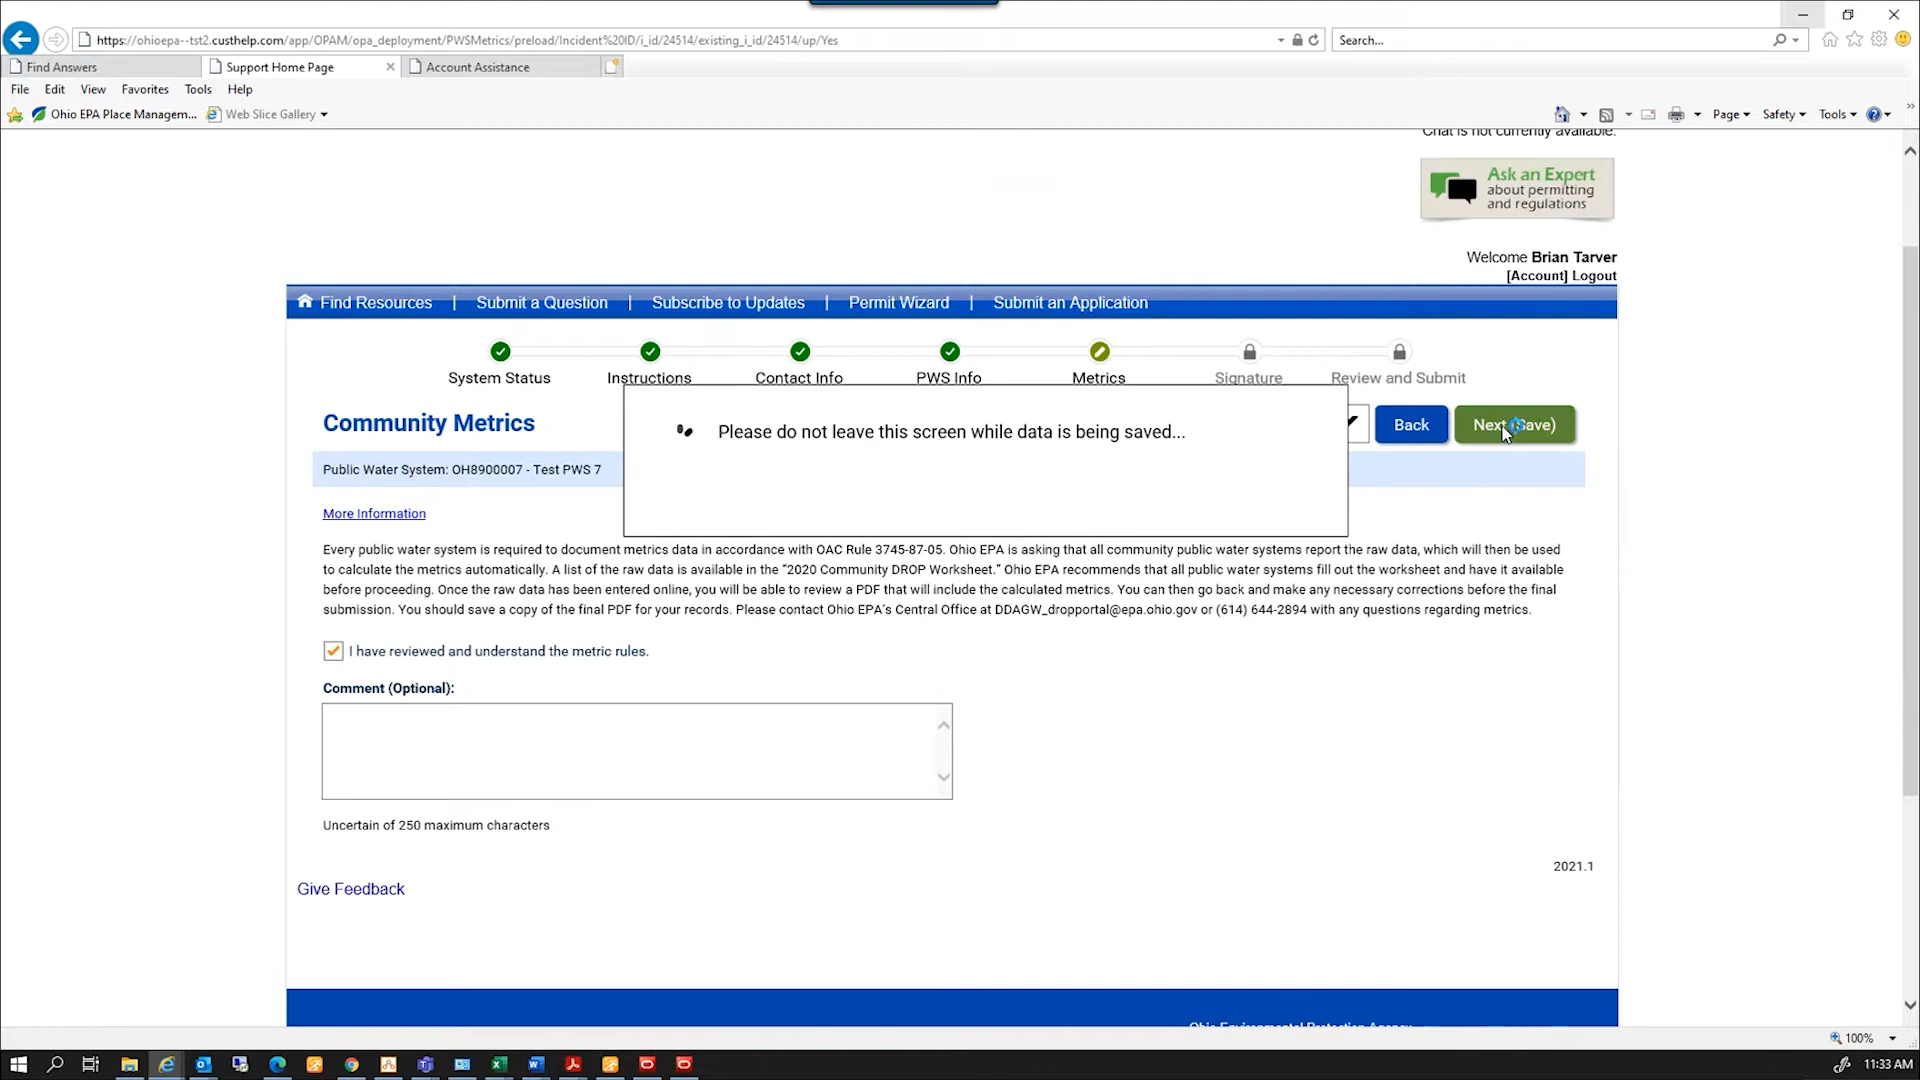 https://ohioepa--tst2.custhelp.com/app/OPAM/opa_deployment/PWSMetrics/preload/Incident%20ID/i_id/24514/existing_i_id/24514/up/Yes
Search...
Find Answers
Support Home Page
Account Assistance
File Edit View Favorites Tools Help
Ohio EPA Place Managem...
Web Slice Gallery
Page
Safety
Tools
Chat is not currently available.
Ask an Expert
about permitting
and regulations
Welcome Brian Tarver
[Account] Logout
Find Resources | Submit a Question | Subscribe to Updates | Permit Wizard | Submit an Application
System Status
Instructions
Contact Info
PWS Info
Metrics
Signature
Review and Submit
Community Metrics
Please do not leave this screen while data is being saved...
Back
Next (Save)
Public Water System: OH8900007 - Test PWS 7
More Information
Every public water system is required to document metrics data in accordance with OAC Rule 3745-87-05. Ohio EPA is asking that all community public water systems report the raw data, which will then be used
to calculate the metrics automatically. A list of the raw data is available in the “2020 Community DROP Worksheet.” Ohio EPA recommends that all public water systems fill out the worksheet and have it available
before proceeding. Once the raw data has been entered online, you will be able to review a PDF that will include the calculated metrics. You can then go back and make any necessary corrections before the final
submission. You should save a copy of the final PDF for your records. Please contact Ohio EPA’s Central Office at DDAGW_dropportal@epa.ohio.gov or (614) 644-2894 with any questions regarding metrics.
I have reviewed and understand the metric rules.
Comment (Optional):
Uncertain of 250 maximum characters
2021.1
Give Feedback
Ohio Environmental Protection Agency
100%
11:33 AM